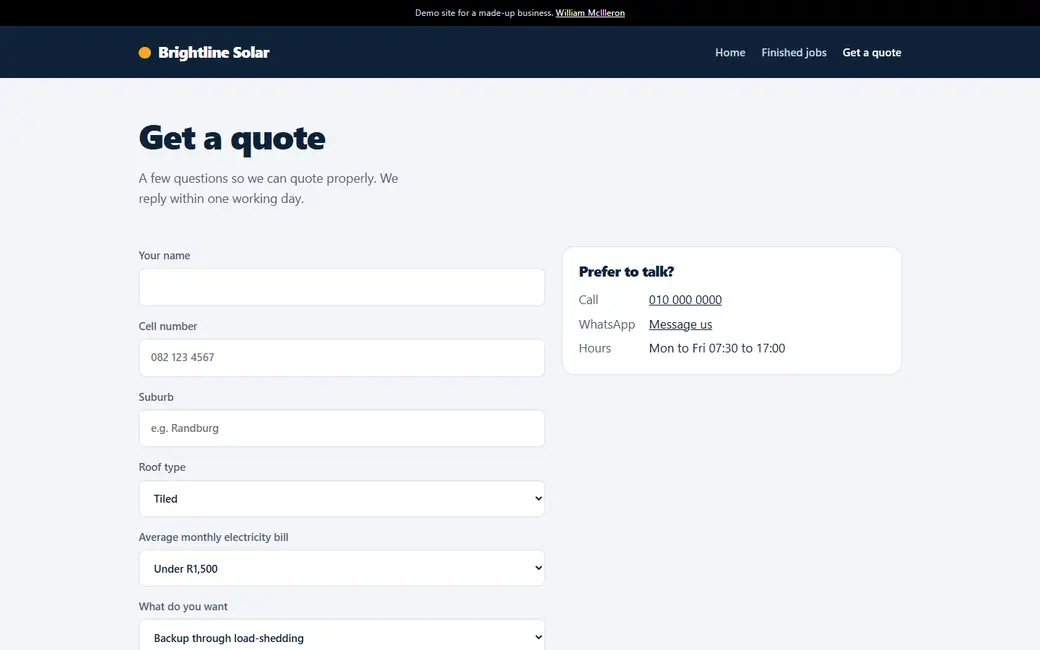 Demo site for a made-up business. William McIlleron
Brightline Solar
Home Finished jobs Get a quote
Get a quote
A few questions so we can quote properly. We
reply within one working day.
Your name
Cell number
082 123 4567
Suburb
e.g. Randburg
Roof type
Tiled
Average monthly electricity bill
Under R1,500
What do you want
Backup through load-shedding
Prefer to talk?
Call 010 000 0000
WhatsApp Message us
Hours Mon to Fri 07:30 to 17:00